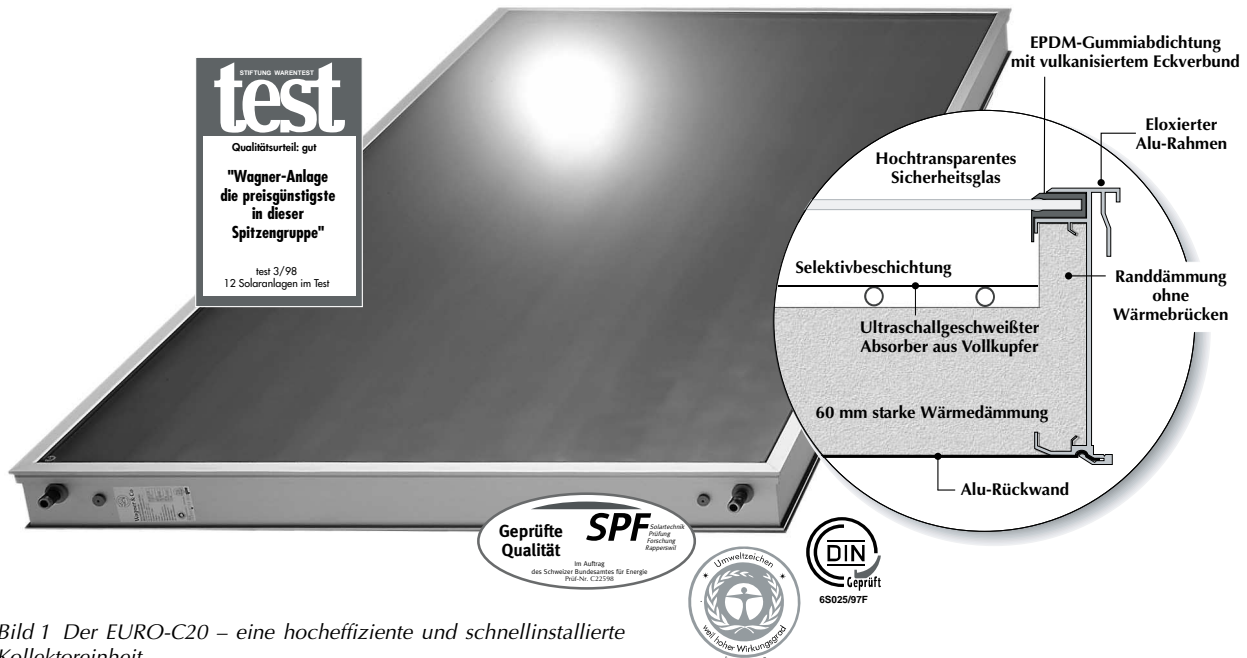 STIFTUNG WARENTEST
test
Qualitätsurteil: gut
"Wagner-Anlage
die preisgünstigste
in dieser
Spitzengruppe"
test 3/98
12 Solaranlagen im Test
EPDM-Gummiabdichtung
mit vulkanisiertem Eckverbund
Eloxierter
Alu-Rahmen
Hochtransparentes
Sicherheitsglas
Selektivbeschichtung
Randdämmung
ohne
Wärmebrücken
Ultraschallgeschweißter
Absorber aus Vollkupfer
60 mm starke Wärmedämmung
Alu-Rückwand
Wagner & Co
Geprüfte
Qualität
SPF
Solartechnik
Prüfung
Forschung
Rapperswil
Im Auftrag
des Schweizer Bundesamtes für Energie
Prüf-Nr. C22598
Umweltzeichen
weil hoher Wirkungsgrad
DIN
Geprüft
6S025/97F
Bild 1 Der EURO-C20 – eine hocheffiziente und schnellinstallierte
Kollektoreinheit